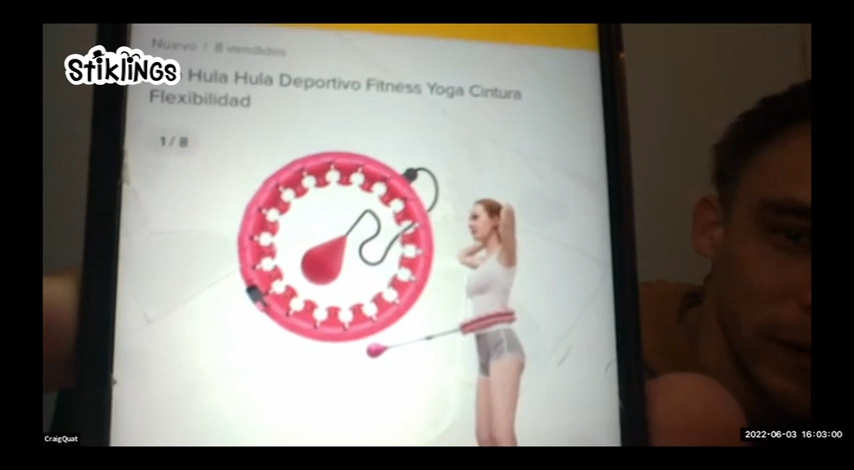 Nuevo | 8 vendidos
STiKLiNGS
Hula Hula Deportivo Fitness Yoga Cintura
Flexibilidad
1 / 8
CraigQuat
2022-06-03 16:03:00